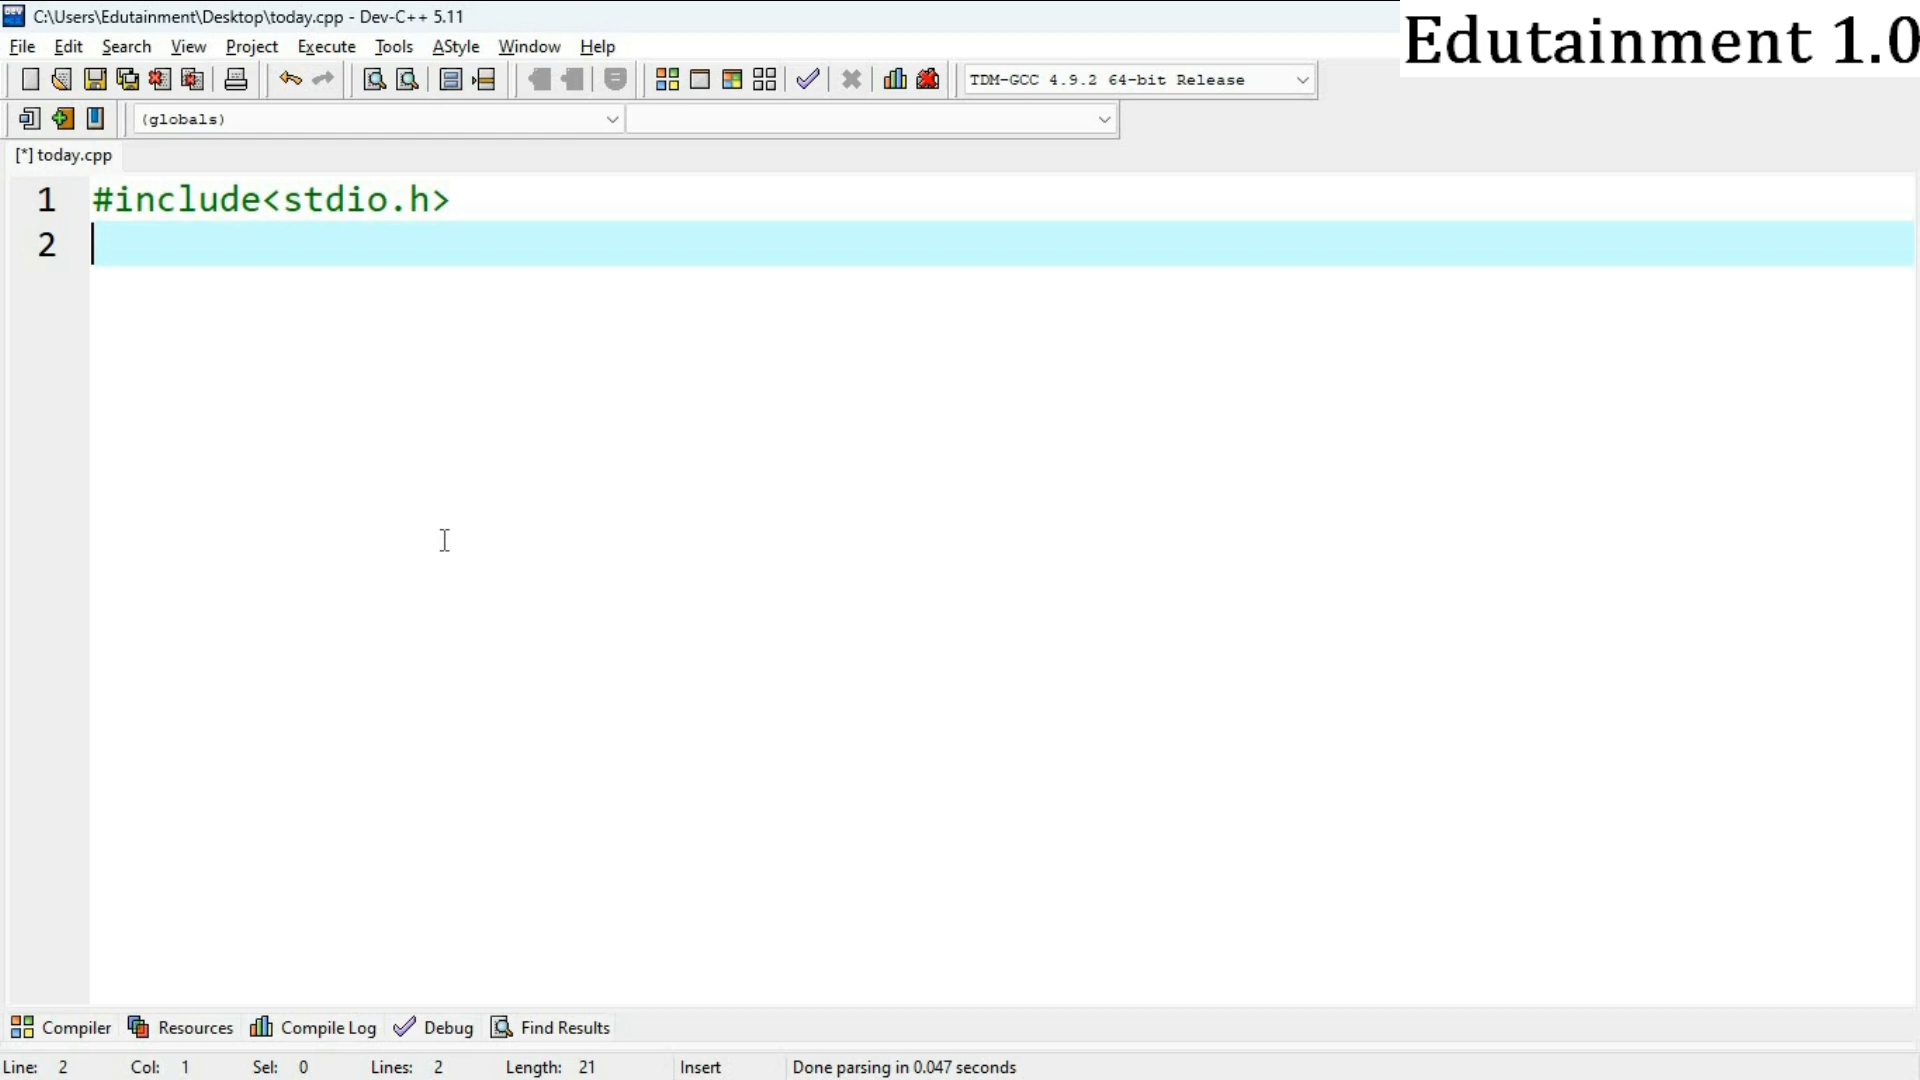 C:\Users\Edutainment\Desktop\today.cpp - Dev-C++ 5.11
Edutainment 1.0
File Edit Search View Project Execute Tools AStyle Window Help
TDM-GCC 4.9.2 64-bit Release
(globals)
[*] today.cpp
1 #include<stdio.h>
2
Compiler Resources Compile Log Debug Find Results
Line: 2 Col: 1 Sel: 0 Lines: 2 Length: 21 Insert Done parsing in 0.047 seconds